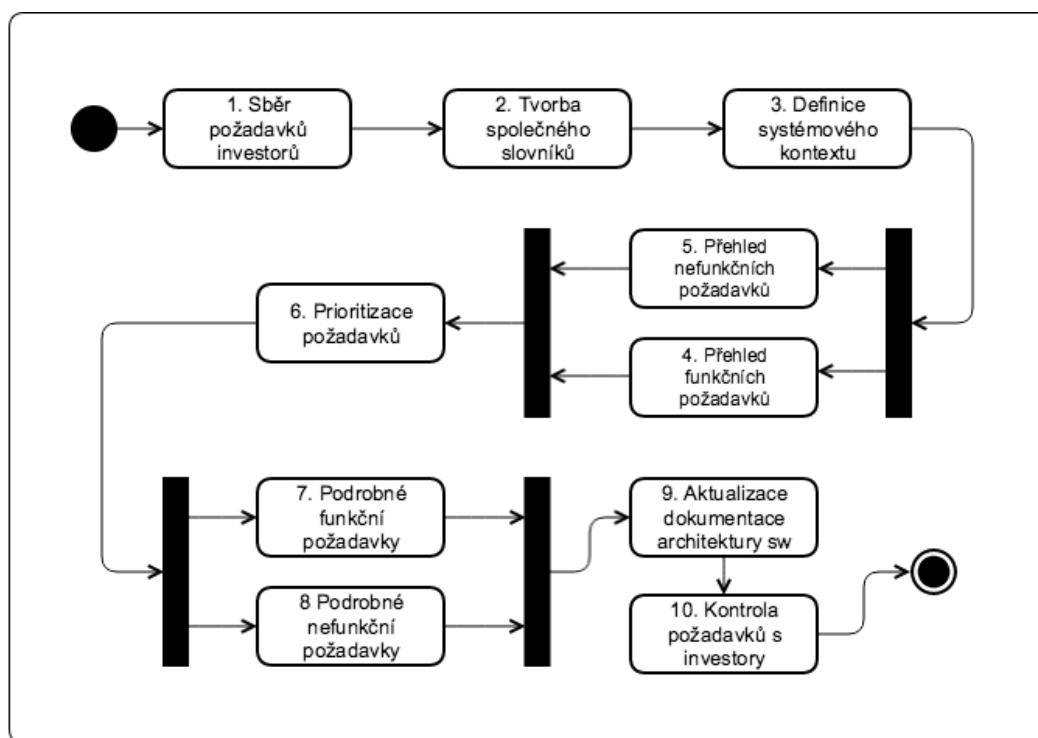 1. Sběr
požadavků
investorů
2. Tvorba
společného
slovníků
3. Definice
systémového
kontextu
5. Přehled
nefunkčních
požadavků
4. Přehled
funkčních
požadavků
6. Prioritizace
požadavků
7. Podrobné
funkční
požadavky
8 Podrobné
nefunkční
požadavky
9. Aktualizace
dokumentace
architektury sw
10. Kontrola
požadavků s
investory